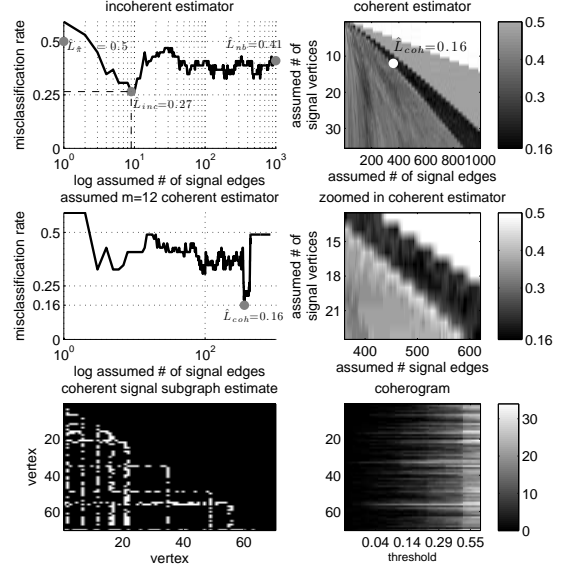 incoherent estimator
misclassification rate
0.5
0.25
0
L̂_π̂ = 0.5
L̂_nb=0.41
L̂_inc=0.27
10^0
10^1
10^2
10^3
log assumed # of signal edges
coherent estimator
assumed # of
signal vertices
10
20
30
L̂_coh=0.16
200
400
600
800
1000
assumed # of signal edges
0.5
0.4
0.3
0.16
assumed m=12 coherent estimator
misclassification rate
0.5
0.25
0.16
0
L̂_coh=0.16
10^0
10^2
log assumed # of signal edges
zoomed in coherent estimator
assumed # of
signal vertices
15
18
21
400
500
600
assumed # signal edges
0.5
0.4
0.3
0.16
coherent signal subgraph estimate
vertex
20
40
60
20
40
60
vertex
coherogram
20
40
60
0.04
0.14
0.29
0.55
threshold
30
20
10
0